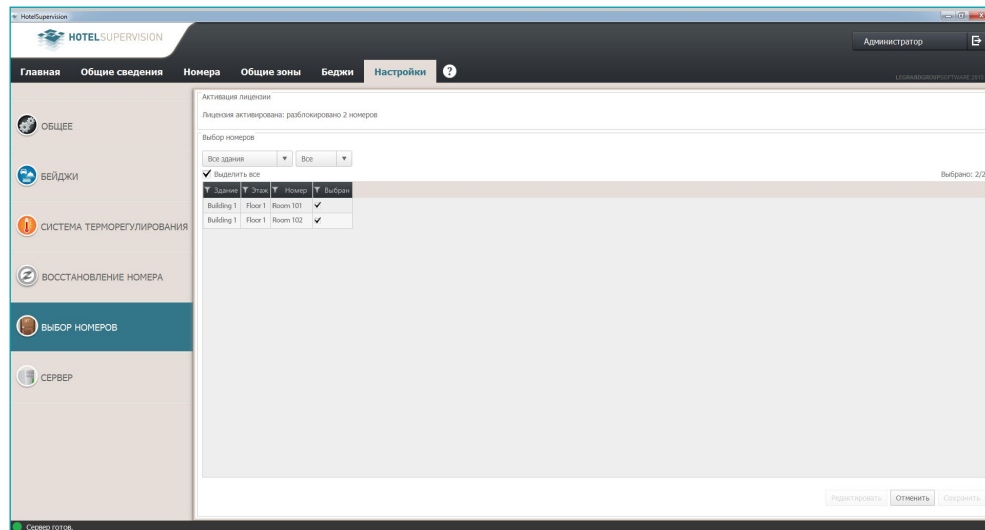 HotelSupervision
HOTELSUPERVISION
Администратор
Главная Общие сведения Номера Общие зоны Беджи Настройки ?
LEGRANDGROUPSOFTWARE 2015
Активация лицензии
Лицензия активирована: разблокировано 2 номеров
Выбор номеров
Все здания Все
Выделить все
Выбрано: 2/2
Здание Этаж Номер Выбран
Building 1 Floor 1 Room 101
Building 1 Floor 1 Room 102
ОБЩЕЕ
БЕЙДЖИ
СИСТЕМА ТЕРМОРЕГУЛИРОВАНИЯ
ВОССТАНОВЛЕНИЕ НОМЕРА
ВЫБОР НОМЕРОВ
СЕРВЕР
Редактировать Отменить Сохранить
Сервер готов.